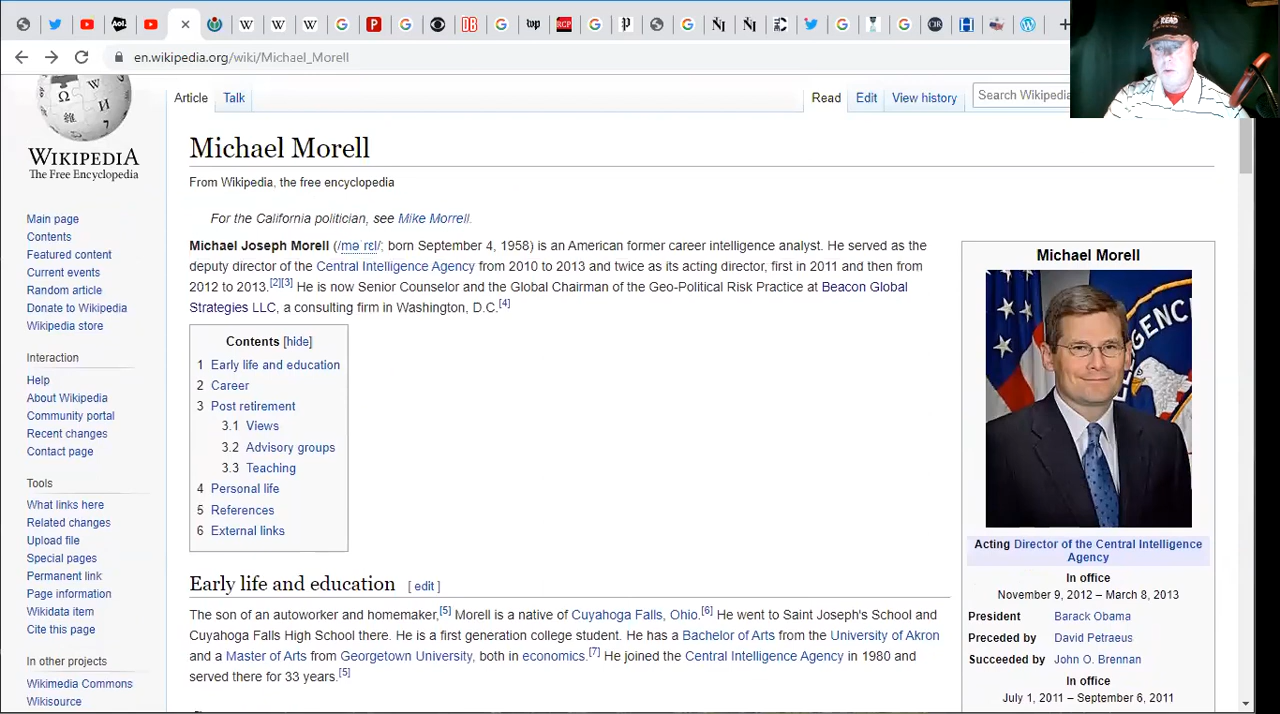 Aol.
P
DB
wp
RCP
CR
H
READ
en.wikipedia.org/wiki/Michael_Morell
Article Talk Read Edit View history Search Wikipedia
WIKIPEDIA
The Free Encyclopedia
Main page
Contents
Featured content
Current events
Random article
Donate to Wikipedia
Wikipedia store
Interaction
Help
About Wikipedia
Community portal
Recent changes
Contact page
Tools
What links here
Related changes
Upload file
Special pages
Permanent link
Page information
Wikidata item
Cite this page
In other projects
Wikimedia Commons
Wikisource
Michael Morell
From Wikipedia, the free encyclopedia
For the California politician, see Mike Morrell.
Michael Joseph Morell (/məˈrɛl/; born September 4, 1958) is an American former career intelligence analyst. He served as the
deputy director of the Central Intelligence Agency from 2010 to 2013 and twice as its acting director, first in 2011 and then from
2012 to 2013.[2][3] He is now Senior Counselor and the Global Chairman of the Geo-Political Risk Practice at Beacon Global
Strategies LLC, a consulting firm in Washington, D.C.[4]
Contents [hide]
1 Early life and education
2 Career
3 Post retirement
3.1 Views
3.2 Advisory groups
3.3 Teaching
4 Personal life
5 References
6 External links
Early life and education [ edit ]
The son of an autoworker and homemaker,[5] Morell is a native of Cuyahoga Falls, Ohio.[6] He went to Saint Joseph's School and
Cuyahoga Falls High School there. He is a first generation college student. He has a Bachelor of Arts from the University of Akron
and a Master of Arts from Georgetown University, both in economics.[7] He joined the Central Intelligence Agency in 1980 and
served there for 33 years.[5]
Michael Morell
Acting Director of the Central Intelligence
Agency
In office
November 9, 2012 – March 8, 2013
President Barack Obama
Preceded by David Petraeus
Succeeded by John O. Brennan
In office
July 1, 2011 – September 6, 2011